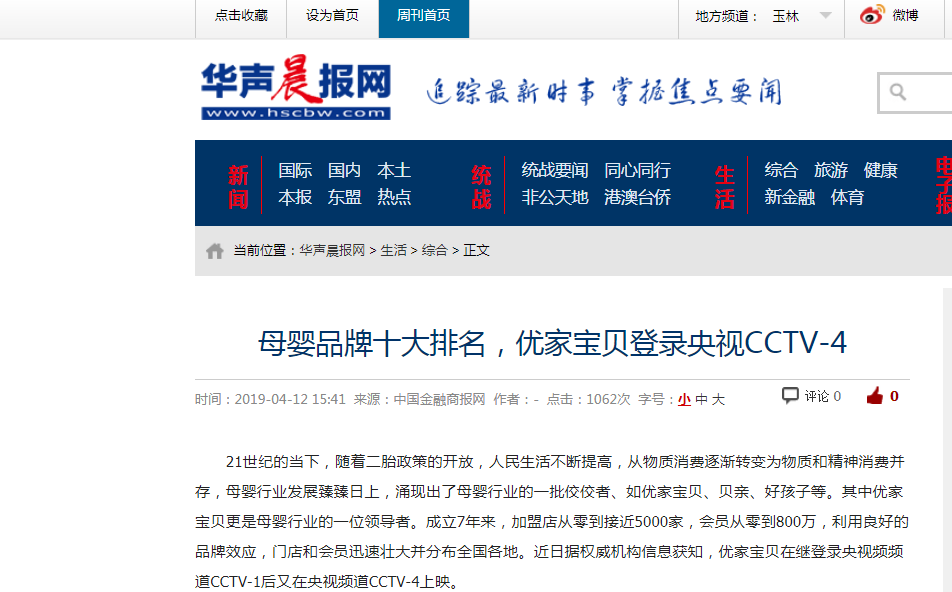 点击收藏 设为首页 周刊首页 地方频道： 玉林 微博
华声晨报网 追踪最新时事 掌握焦点要闻
www.hscbw.com
新闻 国际 国内 本土 统战 统战要闻 同心同行 生活 综合 旅游 健康 电子报
本报 东盟 热点 非公天地 港澳台侨 新金融 体育
当前位置：华声晨报网 > 生活 > 综合 > 正文
母婴品牌十大排名，优家宝贝登录央视CCTV-4
时间：2019-04-12 15:41 来源：中国金融商报网 作者：- 点击：1062次 字号：小 中 大 评论 0 0
21世纪的当下，随着二胎政策的开放，人民生活不断提高，从物质消费逐渐转变为物质和精神消费并
存，母婴行业发展臻臻日上，涌现出了母婴行业的一批佼佼者、如优家宝贝、贝亲、好孩子等。其中优家
宝贝更是母婴行业的一位领导者。成立7年来，加盟店从零到接近5000家，会员从零到800万，利用良好的
品牌效应，门店和会员迅速壮大并分布全国各地。近日据权威机构信息获知，优家宝贝在继登录央视频频
道CCTV-1后又在央视频道CCTV-4上映。